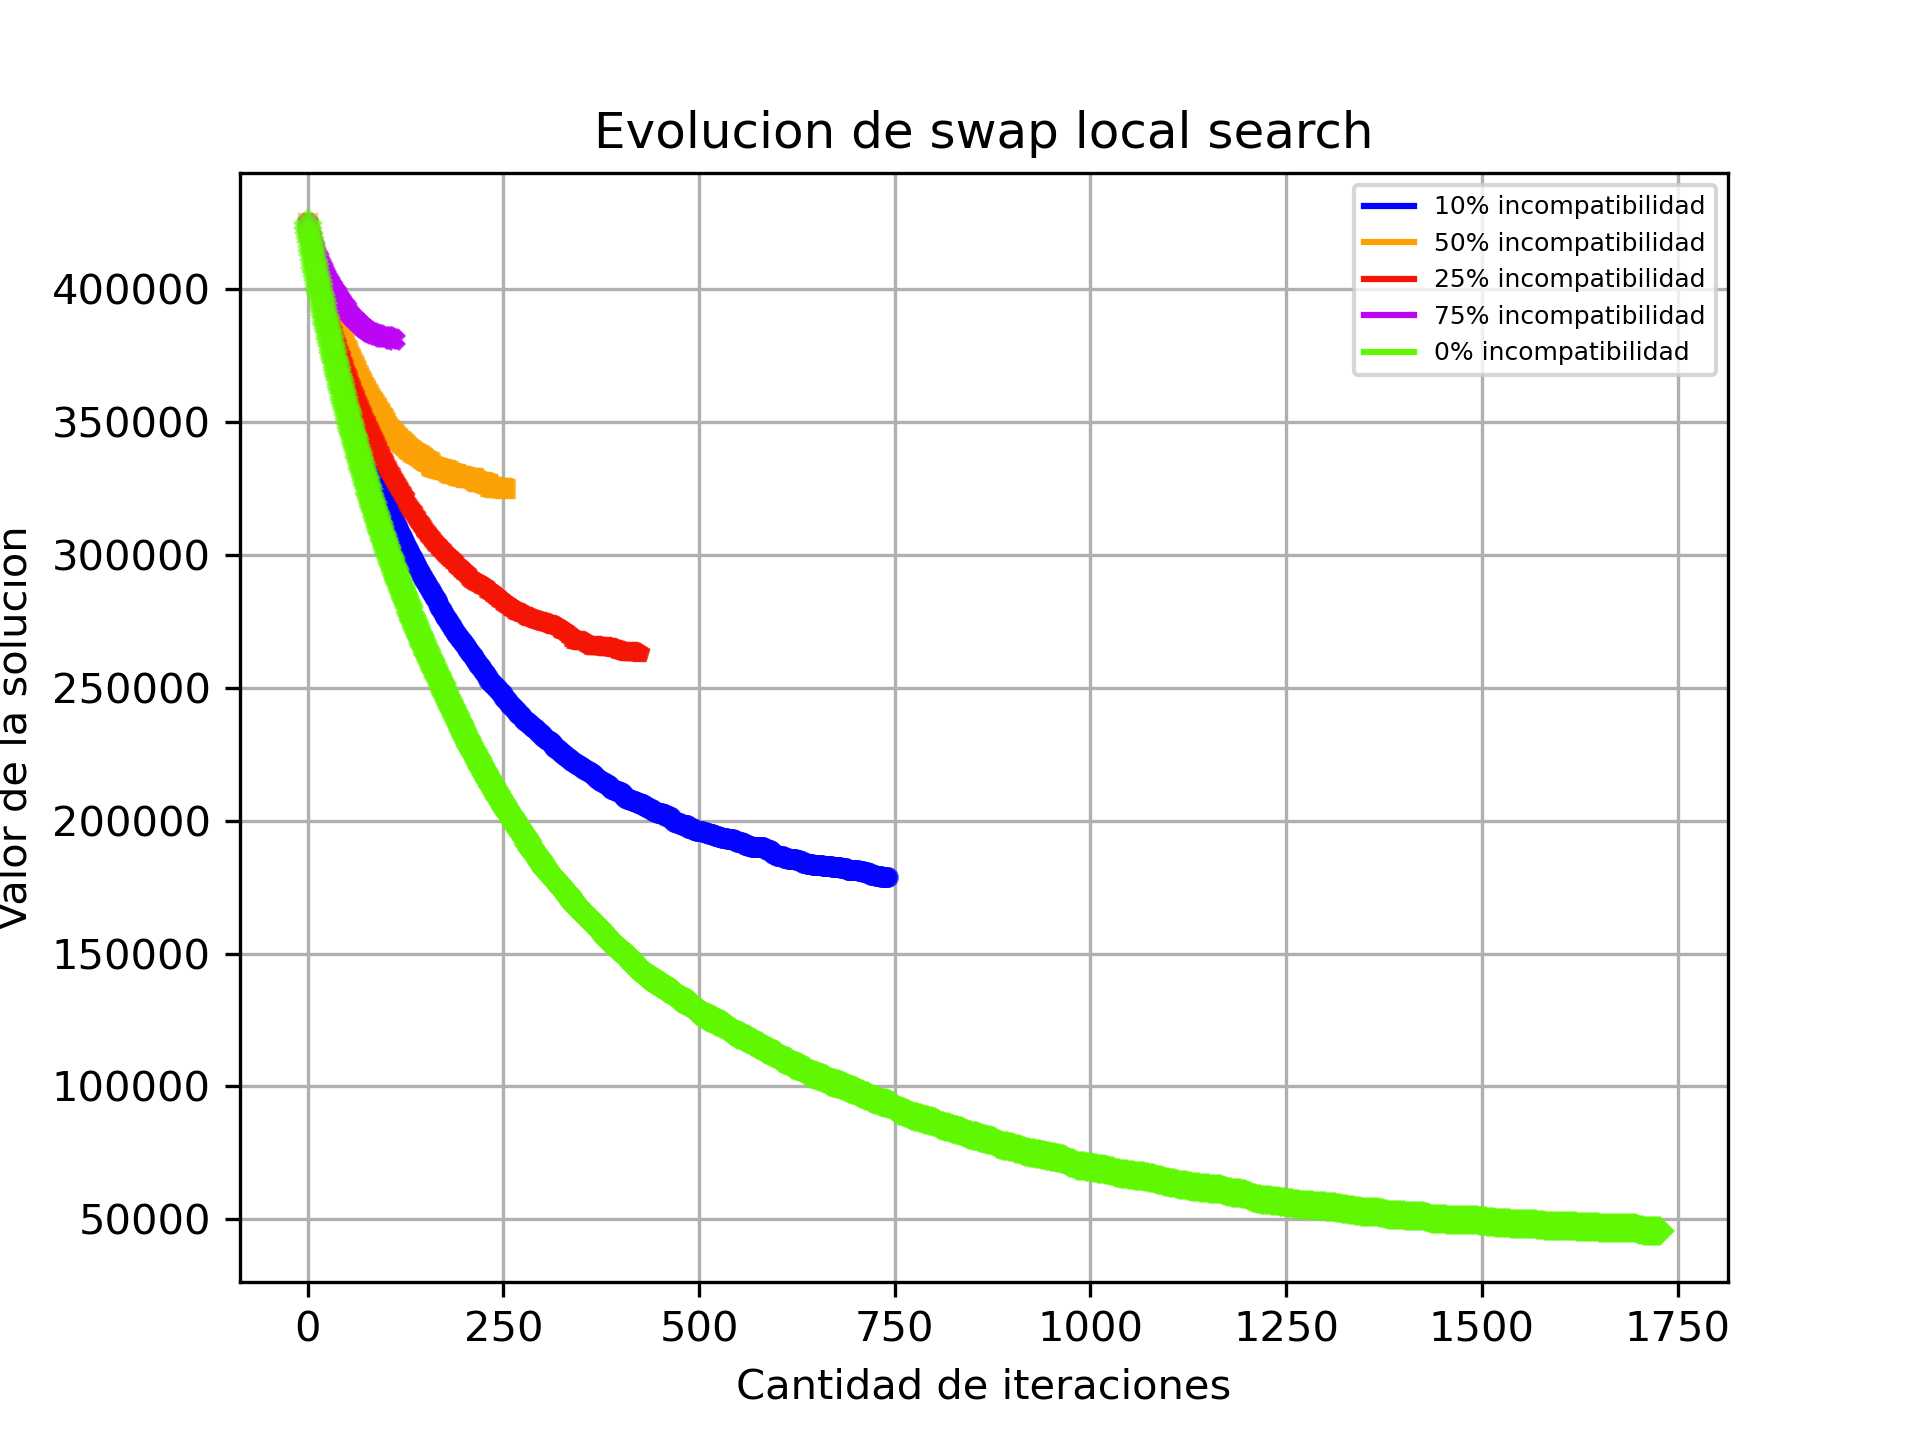 Evolucion de swap local search
10% incompatibilidad
50% incompatibilidad
25% incompatibilidad
75% incompatibilidad
0% incompatibilidad
Valor de la solucion
400000
350000
300000
250000
200000
150000
100000
50000
0 250 500 750 1000 1250 1500 1750
Cantidad de iteraciones